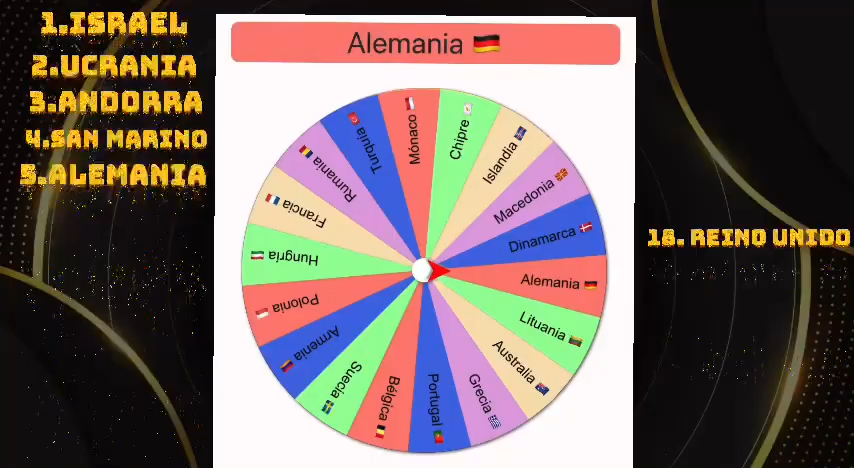 1.ISRAEL
2.UCRANIA
3.ANDORRA
4.SAN MARINO
5.ALEMANIA
Alemania
Mónaco
Chipre
Islandia
Macedonia
Dinamarca
Alemania
Lituania
Australia
Grecia
Portugal
Bélgica
Suecia
Armenia
Polonia
Hungría
Francia
Rumania
Turquía
18. REINO UNIDO